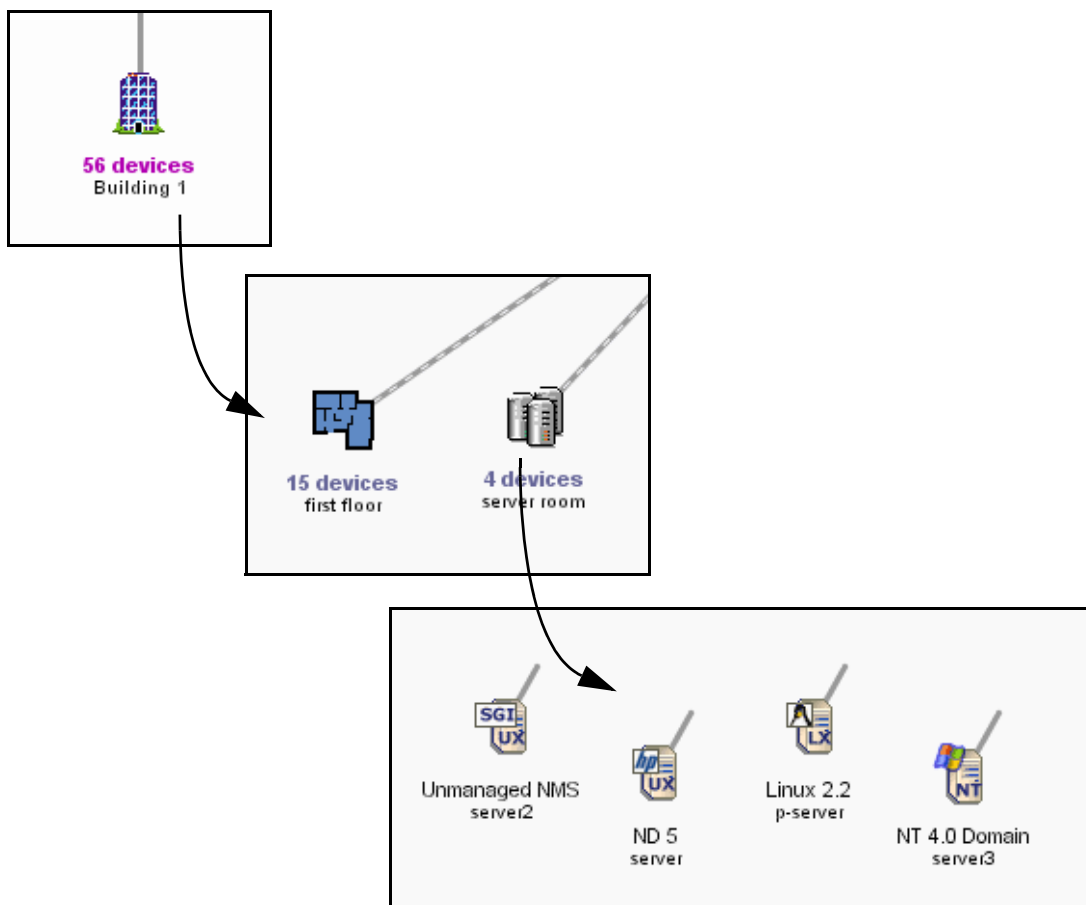 56 devices
Building 1
15 devices
first floor
4 devices
server room
SGI
UX
Unmanaged NMS
server2
hp
UX
ND 5
server
LX
Linux 2.2
p-server
NT
NT 4.0 Domain
server3